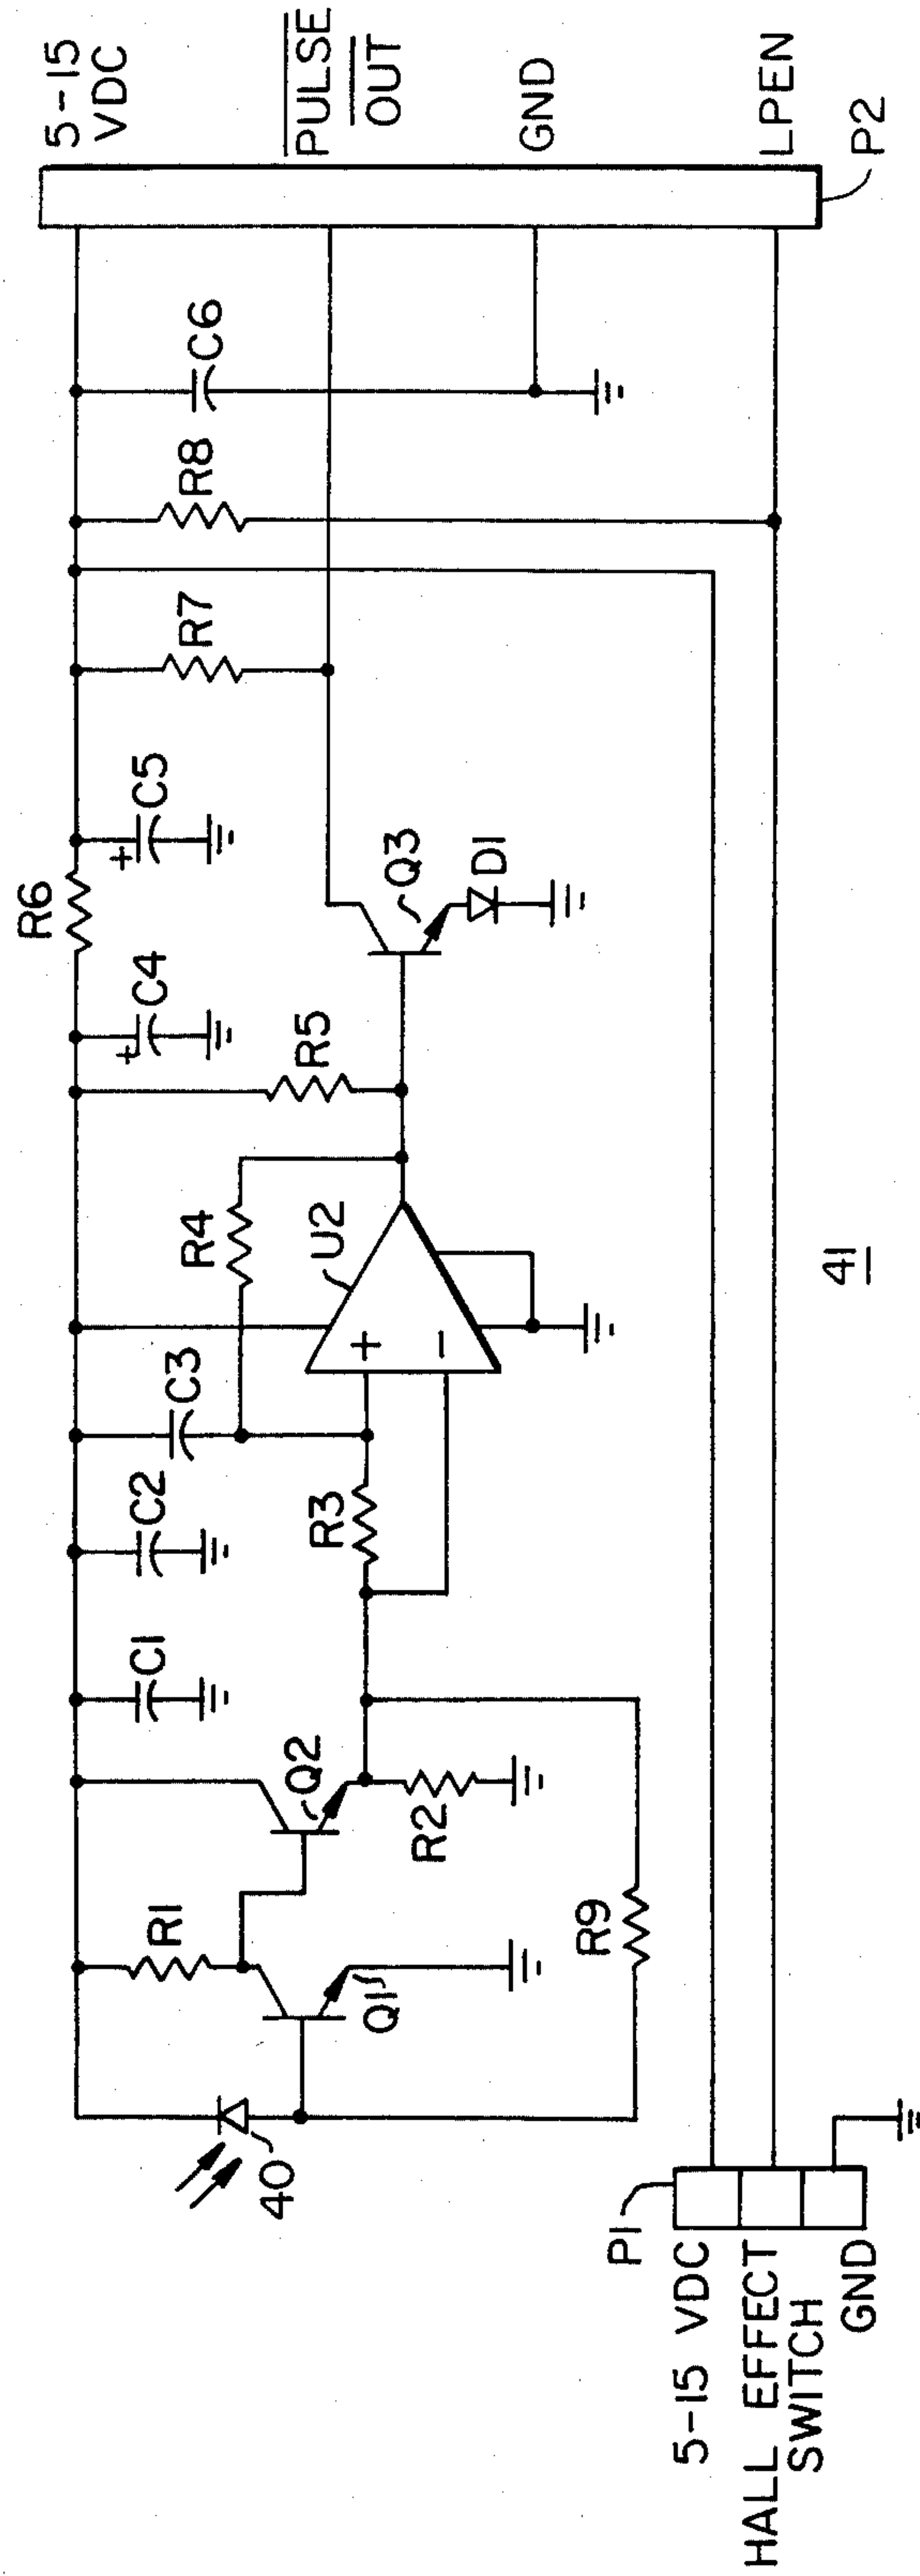 5-15
VDC
PULSE
OUT
GND
LPEN
P2
C6
R8
R7
R6
C5
C4
Q3
D1
R5
R4
U2
+
-
C3
C2
R3
C1
Q2
R2
R1
Q1
R9
40
41
P1
5-15 VDC
HALL EFFECT
SWITCH
GND
+
+